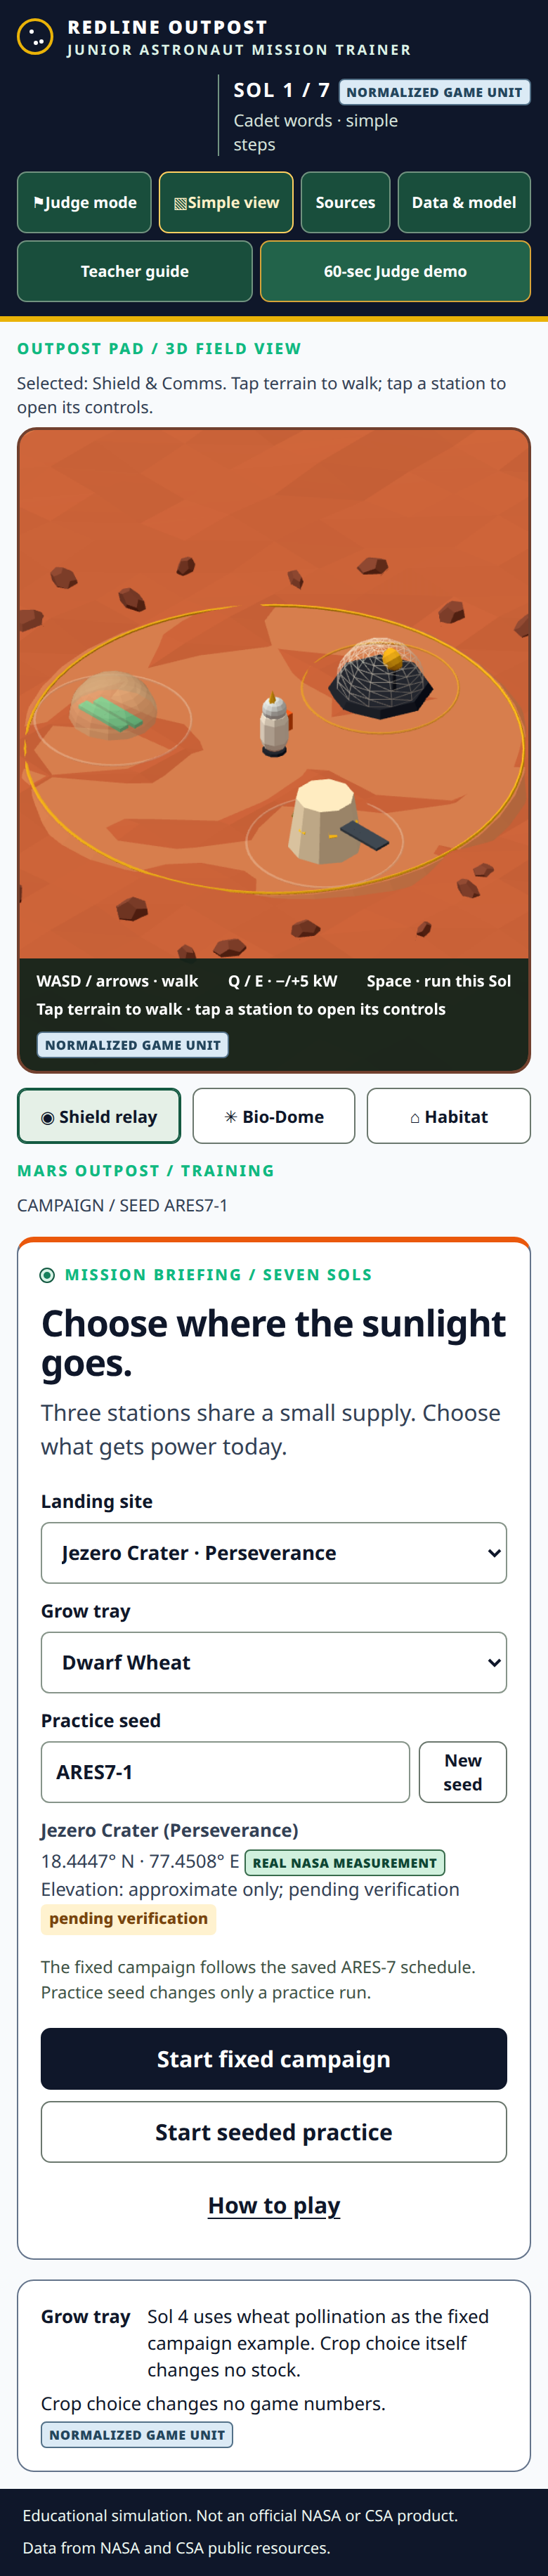 REDLINE OUTPOST
JUNIOR ASTRONAUT MISSION TRAINER
SOL 1 / 7 NORMALIZED GAME UNIT
Cadet words · simple
steps
⚑Judge mode ▧Simple view Sources Data & model
Teacher guide 60-sec Judge demo
OUTPOST PAD / 3D FIELD VIEW
Selected: Shield & Comms. Tap terrain to walk; tap a station to
open its controls.
WASD / arrows · walk Q / E · −/+5 kW Space · run this Sol
Tap terrain to walk · tap a station to open its controls
NORMALIZED GAME UNIT
◉ Shield relay ✳ Bio-Dome ⌂ Habitat
MARS OUTPOST / TRAINING
CAMPAIGN / SEED ARES7-1
MISSION BRIEFING / SEVEN SOLS
Choose where the sunlight
goes.
Three stations share a small supply. Choose
what gets power today.
Landing site
Jezero Crater · Perseverance
Grow tray
Dwarf Wheat
Practice seed
ARES7-1 New
seed
Jezero Crater (Perseverance)
18.4447° N · 77.4508° E REAL NASA MEASUREMENT
Elevation: approximate only; pending verification
pending verification
The fixed campaign follows the saved ARES-7 schedule.
Practice seed changes only a practice run.
Start fixed campaign
Start seeded practice
How to play
Grow tray Sol 4 uses wheat pollination as the fixed
campaign example. Crop choice itself
changes no stock.
Crop choice changes no game numbers.
NORMALIZED GAME UNIT
Educational simulation. Not an official NASA or CSA product.
Data from NASA and CSA public resources.